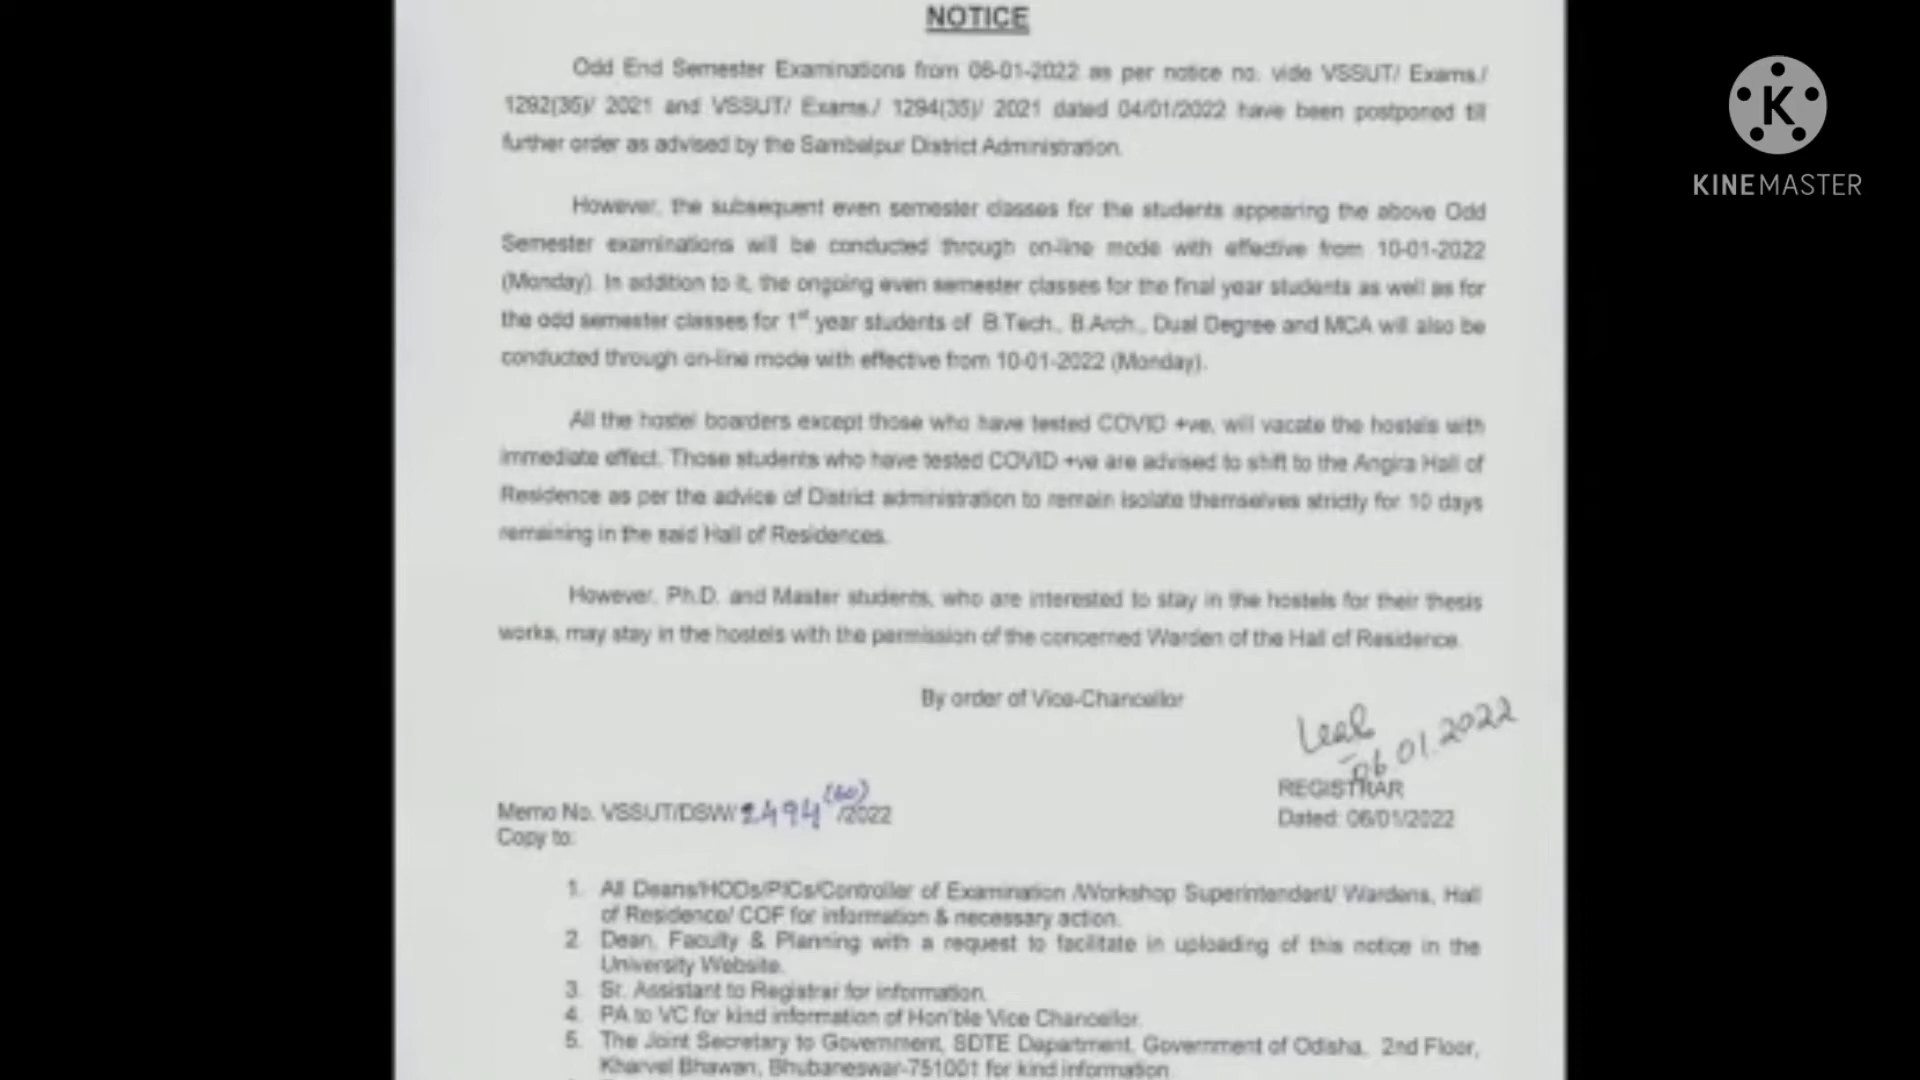 NOTICE
Odd End Semester Examinations from 06-01-2022 as per notice no. vide VSSUT/ Exams./
1292(35)/ 2021 and VSSUT/ Exams./ 1294(35)/ 2021 dated 04/01/2022 have been postponed till
further order as advised by the Sambalpur District Administration.
However, the subsequent even semester classes for the students appearing the above Odd
Semester examinations will be conducted through on-line mode with effective from 10-01-2022
(Monday). In addition to it, the ongoing even semester classes for the final year students as well as for
the odd semester classes for 1st year students of B.Tech., B.Arch., Dual Degree and MCA will also be
conducted through on-line mode with effective from 10-01-2022 (Monday).
All the hostel boarders except those who have tested COVID +ve, will vacate the hostels with
immediate effect. Those students who have tested COVID +ve are advised to shift to the Angira Hall of
Residence as per the advice of District administration to remain isolate themselves strictly for 10 days
remaining in the said Hall of Residences.
However, Ph.D. and Master students, who are interested to stay in the hostels for their thesis
works, may stay in the hostels with the permission of the concerned Warden of the Hall of Residence.
By order of Vice-Chancellor
06.01.2022
REGISTRAR
Memo No. VSSUT/DSW/2494(60)/2022
Dated: 06/01/2022
Copy to:
1. All Deans/HODs/PICs/Controller of Examination /Workshop Superintendent/ Wardens, Hall
of Residence/ COF for information & necessary action.
2. Dean, Faculty & Planning with a request to facilitate in uploading of this notice in the
University Website.
3. Sr. Assistant to Registrar for information.
4. PA to VC for kind information of Hon'ble Vice Chancellor.
5. The Joint Secretary to Government, SDTE Department, Government of Odisha, 2nd Floor,
Kharvel Bhawan, Bhubaneswar-751001 for kind information
K
KINEMASTER